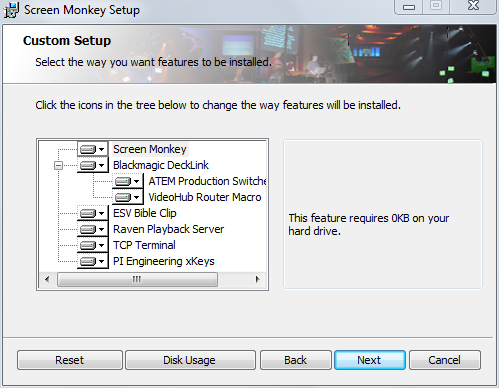 Screen Monkey Setup
Custom Setup
Select the way you want features to be installed.
Click the icons in the tree below to change the way features will be installed.
Screen Monkey
Blackmagic DeckLink
ATEM Production Switche
VideoHub Router Macro
ESV Bible Clip
Raven Playback Server
TCP Terminal
PI Engineering xKeys
This feature requires 0KB on your
hard drive.
Reset
Disk Usage
Back
Next
Cancel